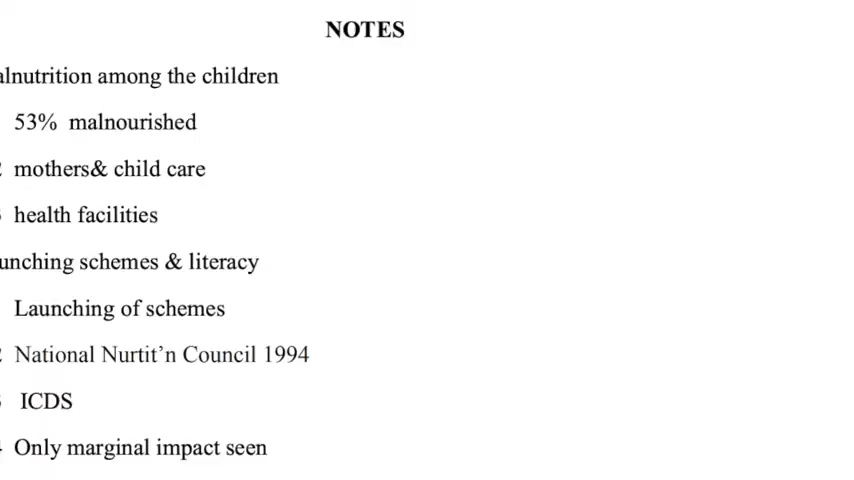 NOTES
alnutrition among the children
53% malnourished
2 mothers& child care
health facilities
unching schemes & literacy
Launching of schemes
2 National Nurtit’n Council 1994
ICDS
4 Only marginal impact seen